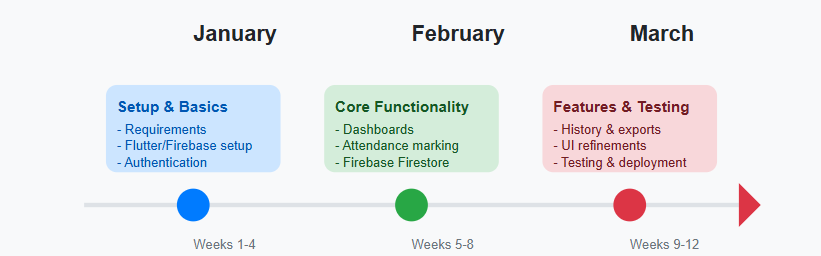 January
February
March
Setup & Basics
- Requirements
- Flutter/Firebase setup
- Authentication
Core Functionality
- Dashboards
- Attendance marking
- Firebase Firestore
Features & Testing
- History & exports
- UI refinements
- Testing & deployment
Weeks 1-4
Weeks 5-8
Weeks 9-12